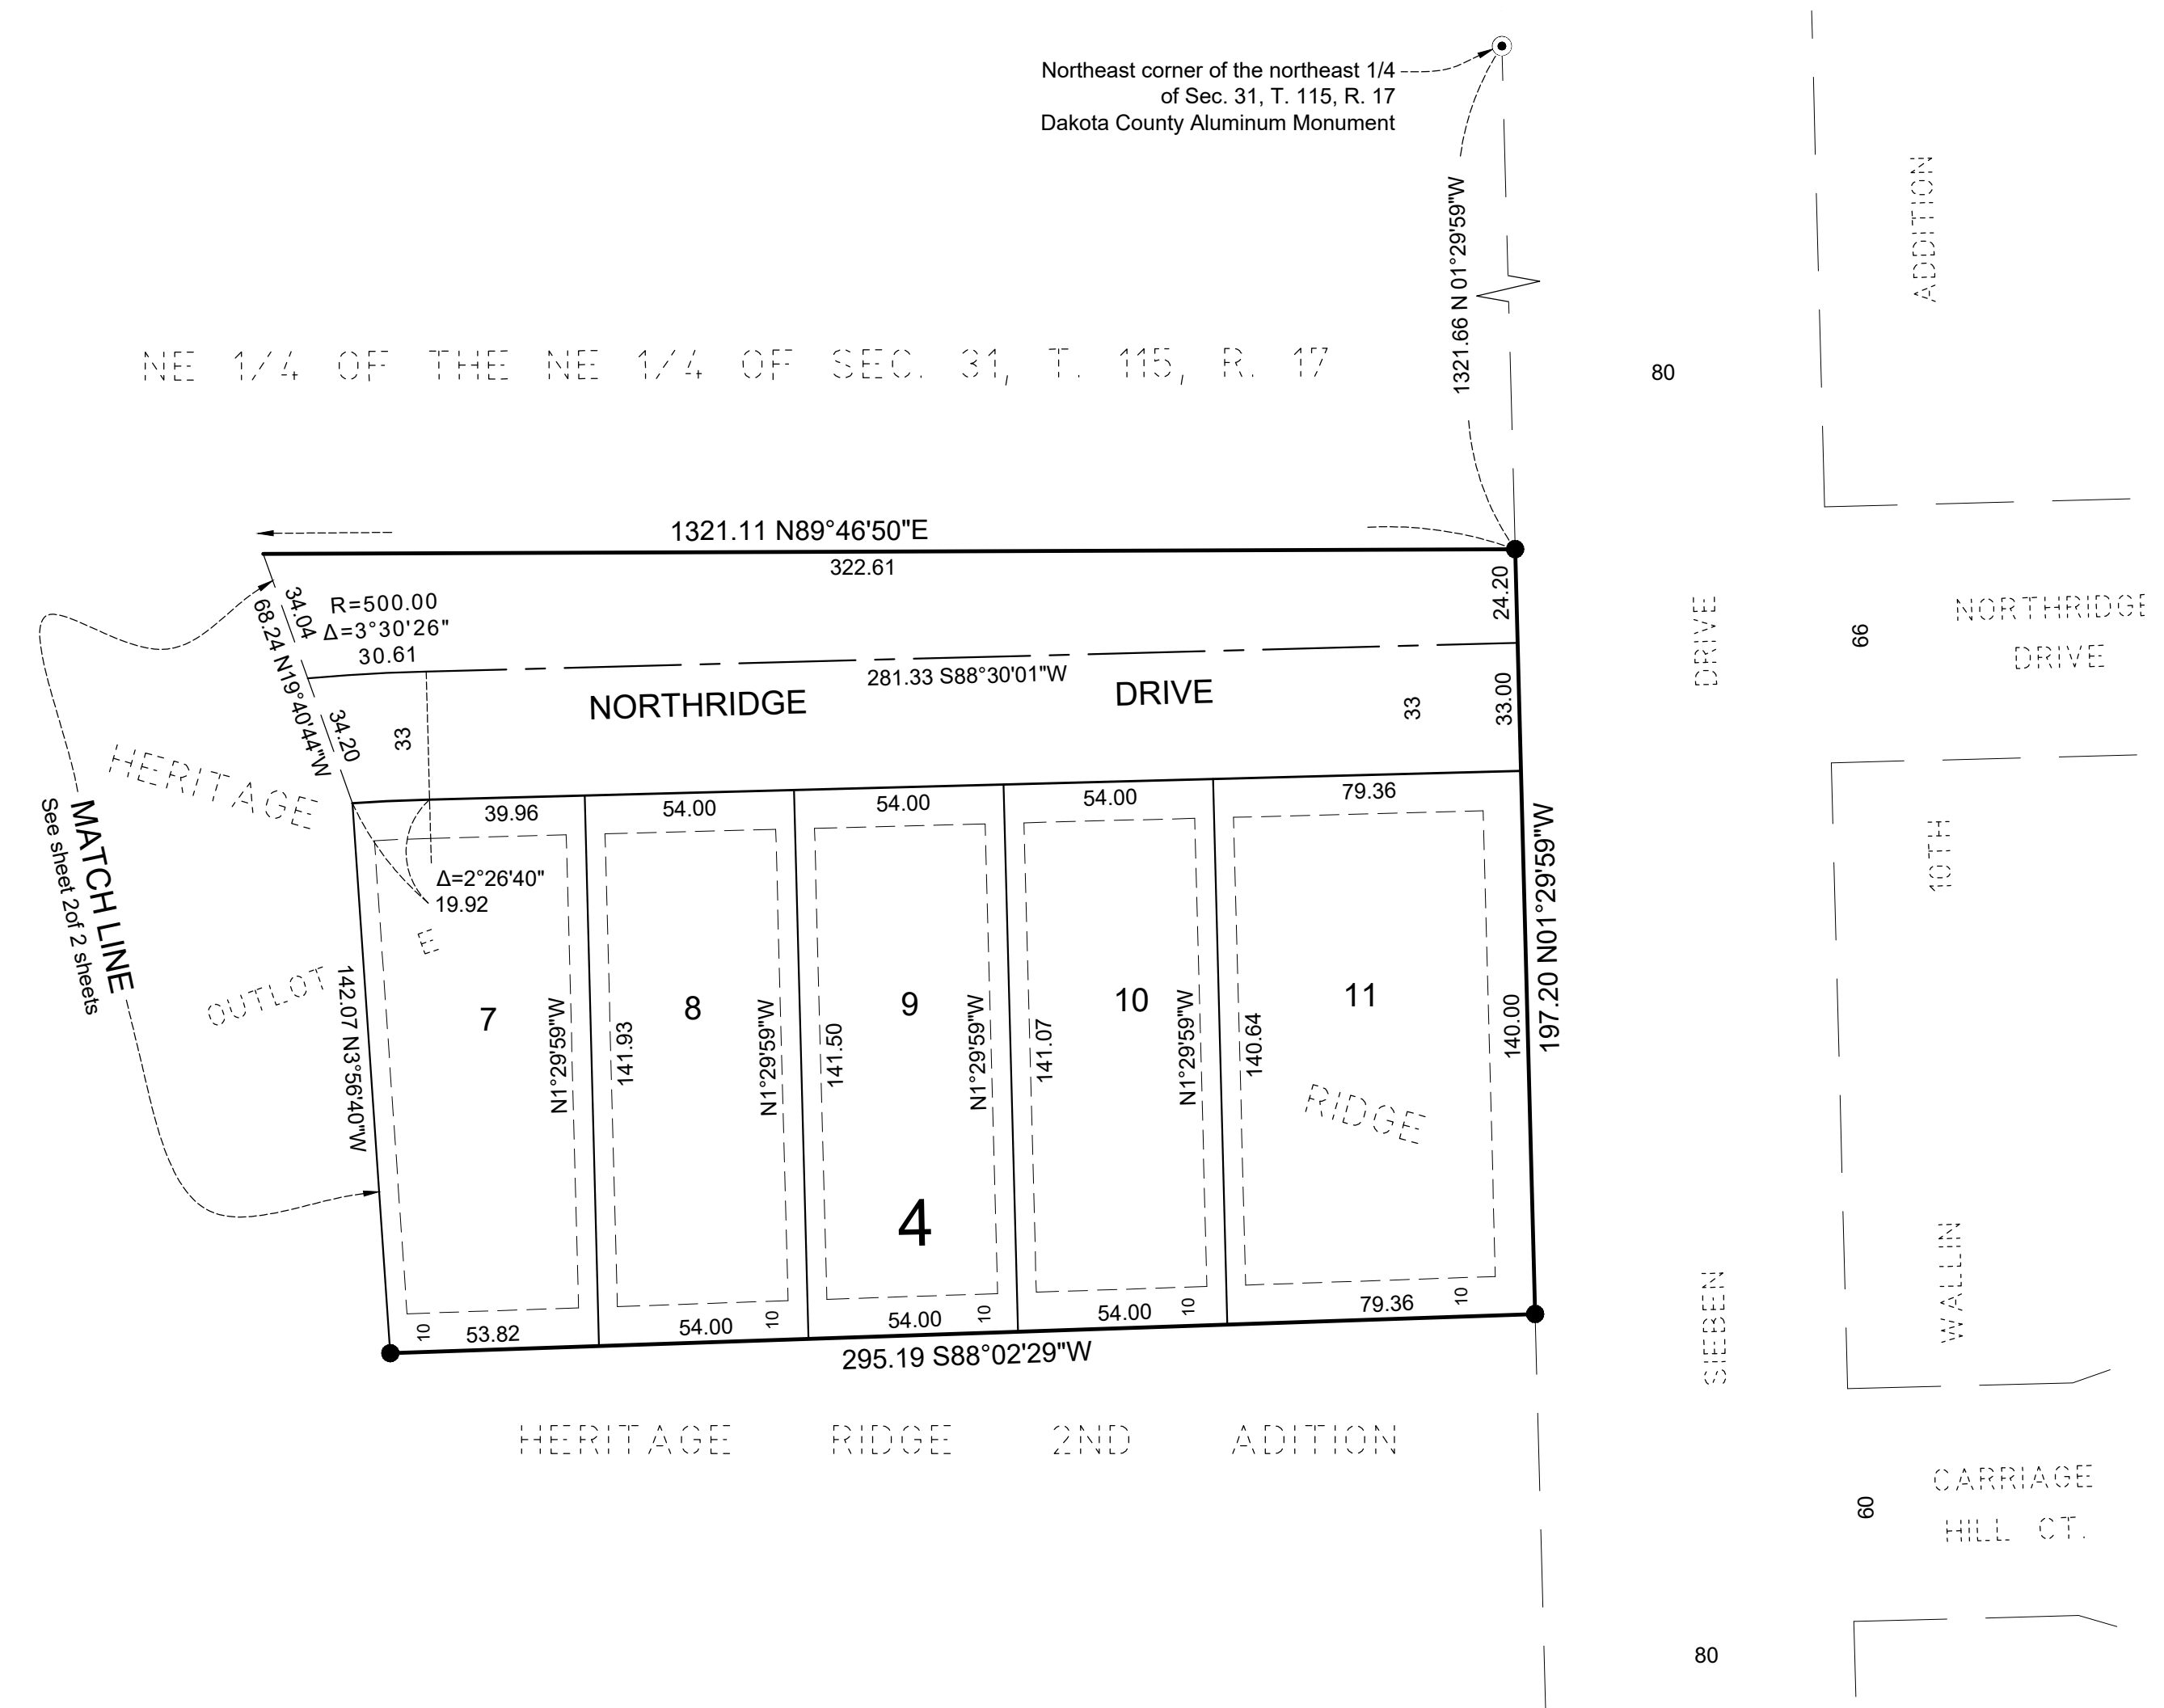 Northeast corner of the northeast 1/4
of Sec. 31, T. 115, R. 17
Dakota County Aluminum Monument
1321.66 N 01°29'59"W
ADDITION
NE 1/4 OF THE NE 1/4 OF SEC. 31, T. 115, R. 17
80
1321.11 N89°46'50"E
322.61
24.20
34.04
68.24 N19°40'44"W
R=500.00
Δ=3°30'26"
30.61
281.33 S88°30'01"W
NORTHRIDGE DRIVE
33
34.20
33
33.00
DRIVE
66
NORTHRIDGE
DRIVE
HERITAGE
MATCH LINE
See sheet 2of 2 sheets
39.96
54.00
54.00
54.00
79.36
Δ=2°26'40"
19.92
E
OUTLOT
142.07 N3°56'40"W
7
N1°29'59"W
141.93
8
N1°26'59"W
141.50
9
N1°29'59"W
141.07
10
N1°29'59"W
140.64
11
140.00
197.20 N01°29'59"W
10TH
RIDGE
4
10
53.82
54.00
10
54.00
10
54.00
10
79.36
10
295.19 S88°02'29"W
SIEBEN
WALLIN
HERITAGE RIDGE 2ND ADITION
60
CARRIAGE
HILL CT.
80